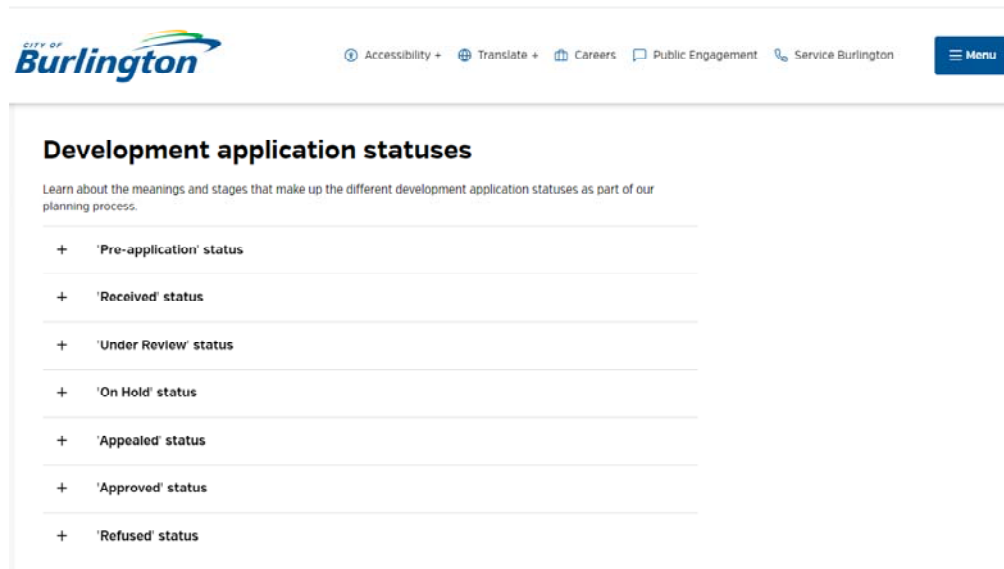 CITY OF
Burlington
Accessibility + Translate + Careers Public Engagement Service Burlington Menu
Development application statuses
Learn about the meanings and stages that make up the different development application statuses as part of our
planning process.
+ 'Pre-application' status
+ 'Received' status
+ 'Under Review' status
+ 'On Hold' status
+ 'Appealed' status
+ 'Approved' status
+ 'Refused' status